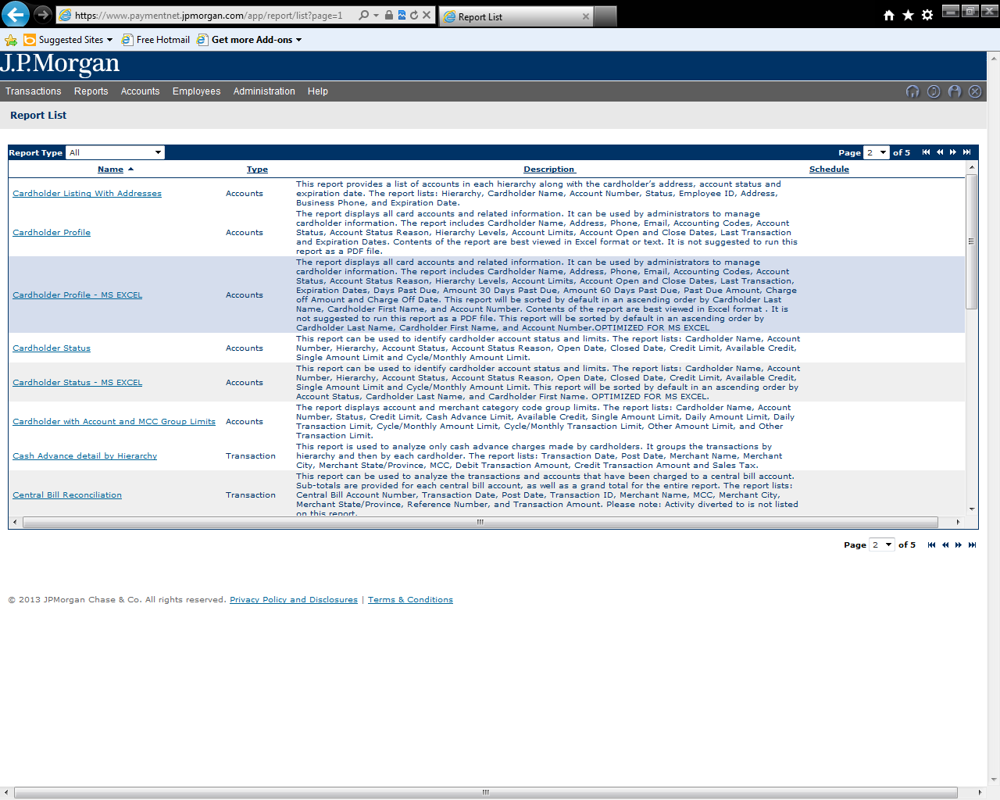 https://www.paymentnet.jpmorgan.com/app/report/list?page=1
Report List
Suggested Sites
Free Hotmail
Get more Add-ons
J.P.Morgan
Transactions Reports Accounts Employees Administration Help
Report List
Report Type All Page 2 of 5
Name Type Description Schedule
Cardholder Listing With Addresses Accounts This report provides a list of accounts in each hierarchy along with the cardholder's address, account status and
expiration date. The report lists: Hierarchy, Cardholder Name, Account Number, Status, Employee ID, Address,
Business Phone, and Expiration Date.
Cardholder Profile Accounts The report displays all card accounts and related information. It can be used by administrators to manage
cardholder information. The report includes Cardholder Name, Address, Phone, Email, Accounting Codes, Account
Status, Account Status Reason, Hierarchy Levels, Account Limits, Account Open and Close Dates, Last Transaction
and Expiration Dates. Contents of the report are best viewed in Excel format or text. It is not suggested to run this
report as a PDF file.
Cardholder Profile - MS EXCEL Accounts The report displays all card accounts and related information. It can be used by administrators to manage
cardholder information. The report includes Cardholder Name, Address, Phone, Email, Accounting Codes, Account
Status, Account Status Reason, Hierarchy Levels, Account Limits, Account Open and Close Dates, Last Transaction,
Expiration Dates, Days Past Due, Amount 30 Days Past Due, Amount 60 Days Past Due, Past Due Amount, Charge
off Amount and Charge Off Date. This report will be sorted by default in an ascending order by Cardholder Last
Name, Cardholder First Name, and Account Number. Contents of the report are best viewed in Excel format . It is
not suggested to run this report as a PDF file. This report will be sorted by default in an ascending order by
Cardholder Last Name, Cardholder First Name, and Account Number.OPTIMIZED FOR MS EXCEL
Cardholder Status Accounts This report can be used to identify cardholder account status and limits. The report lists: Cardholder Name, Account
Number, Hierarchy, Account Status, Account Status Reason, Open Date, Closed Date, Credit Limit, Available Credit,
Single Amount Limit and Cycle/Monthly Amount Limit.
Cardholder Status - MS EXCEL Accounts This report can be used to identify cardholder account status and limits. The report lists: Cardholder Name, Account
Number, Hierarchy, Account Status, Account Status Reason, Open Date, Closed Date, Credit Limit, Available Credit,
Single Amount Limit and Cycle/Monthly Amount Limit. This report will be sorted by default in an ascending order by
Account Status, Cardholder Last Name, and Cardholder First Name. OPTIMIZED FOR MS EXCEL.
Cardholder with Account and MCC Group Limits Accounts The report displays account and merchant category code group limits. The report lists: Cardholder Name, Account
Number, Status, Credit Limit, Cash Advance Limit, Available Credit, Single Amount Limit, Daily Amount Limit, Daily
Transaction Limit, Cycle/Monthly Amount Limit, Cycle/Monthly Transaction Limit, Other Amount Limit, and Other
Transaction Limit.
Cash Advance detail by Hierarchy Transaction This report is used to analyze only cash advance charges made by cardholders. It groups the transactions by
hierarchy and then by each cardholder. The report lists: Transaction Date, Post Date, Merchant Name, Merchant
City, Merchant State/Province, MCC, Debit Transaction Amount, Credit Transaction Amount and Sales Tax.
Central Bill Reconciliation Transaction This report can be used to analyze the transactions and accounts that have been charged to a central bill account.
Sub-totals are provided for each central bill account, as well as a grand total for the entire report. The report lists:
Central Bill Account Number, Transaction Date, Post Date, Transaction ID, Merchant Name, MCC, Merchant City,
Merchant State/Province, Reference Number, and Transaction Amount. Please note: Activity diverted to is not listed
on this report.
Page 2 of 5
© 2013 JPMorgan Chase & Co. All rights reserved. Privacy Policy and Disclosures | Terms & Conditions